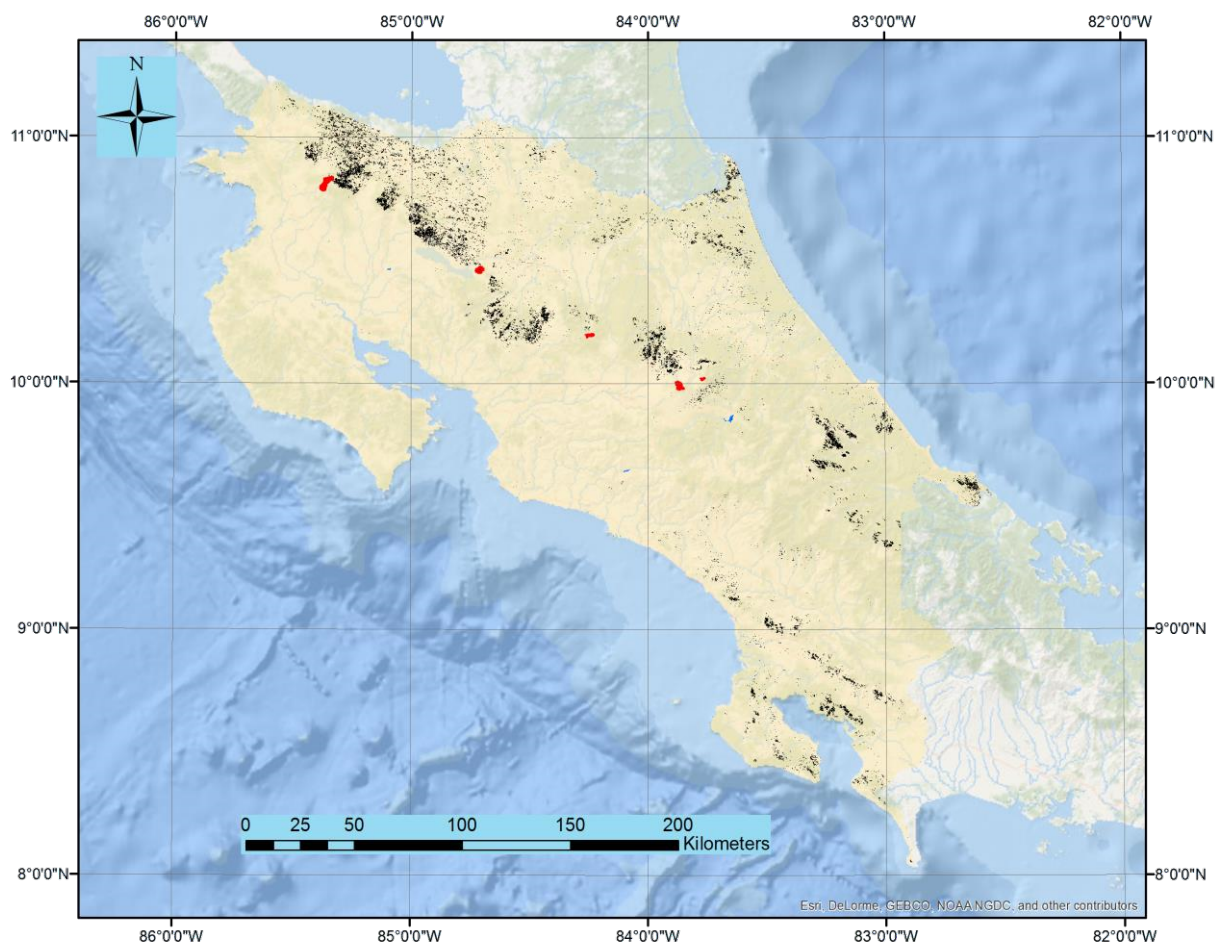 86°0'0"W 85°0'0"W 84°0'0"W 83°0'0"W 82°0'0"W
N
11°0'0"N 11°0'0"N
10°0'0"N 10°0'0"N
9°0'0"N 9°0'0"N
0 25 50 100 150 200
Kilometers
8°0'0"N 8°0'0"N
Esri, DeLorme, GEBCO, NOAA NGDC, and other contributors
86°0'0"W 85°0'0"W 84°0'0"W 83°0'0"W 82°0'0"W